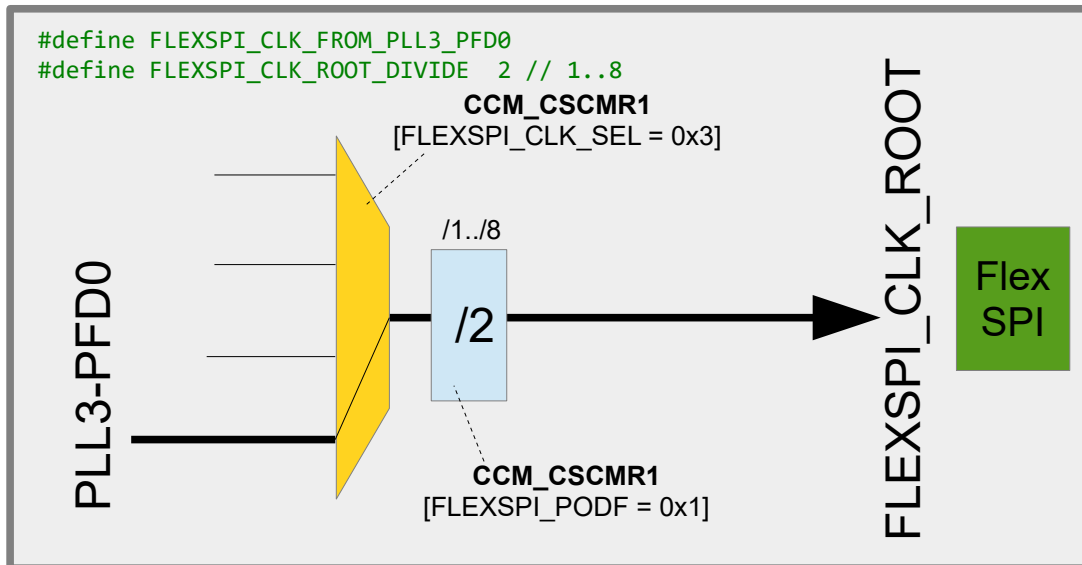 #define FLEXSPI_CLK_FROM_PLL3_PFD0
#define FLEXSPI_CLK_ROOT_DIVIDE 2 // 1..8
CCM_CSCMR1
[FLEXSPI_CLK_SEL = 0x3]
/1../8
/2
PLL3-PFD0
CCM_CSCMR1
[FLEXSPI_PODF = 0x1]
FLEXSPI_CLK_ROOT
Flex
SPI